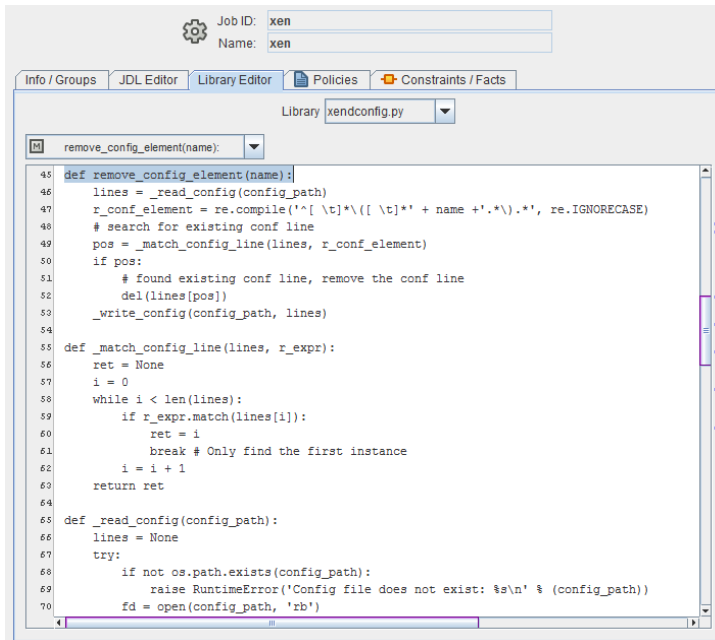 Job ID: xen
Name: xen
Info / Groups JDL Editor Library Editor Policies Constraints / Facts
Library xendconfig.py
M remove_config_element(name):
45 def remove_config_element(name):
46     lines = _read_config(config_path)
47     r_conf_element = re.compile('^[ \t]*\([ \t]*' + name +'.*\).*', re.IGNORECASE)
48     # search for existing conf line
49     pos = _match_config_line(lines, r_conf_element)
50     if pos:
51         # found existing conf line, remove the conf line
52         del(lines[pos])
53     _write_config(config_path, lines)
54
55 def _match_config_line(lines, r_expr):
56     ret = None
57     i = 0
58     while i < len(lines):
59         if r_expr.match(lines[i]):
60             ret = i
61             break # Only find the first instance
62         i = i + 1
63     return ret
64
65 def _read_config(config_path):
66     lines = None
67     try:
68         if not os.path.exists(config_path):
69             raise RuntimeError('Config file does not exist: %s\n' % (config_path))
70         fd = open(config_path, 'rb')